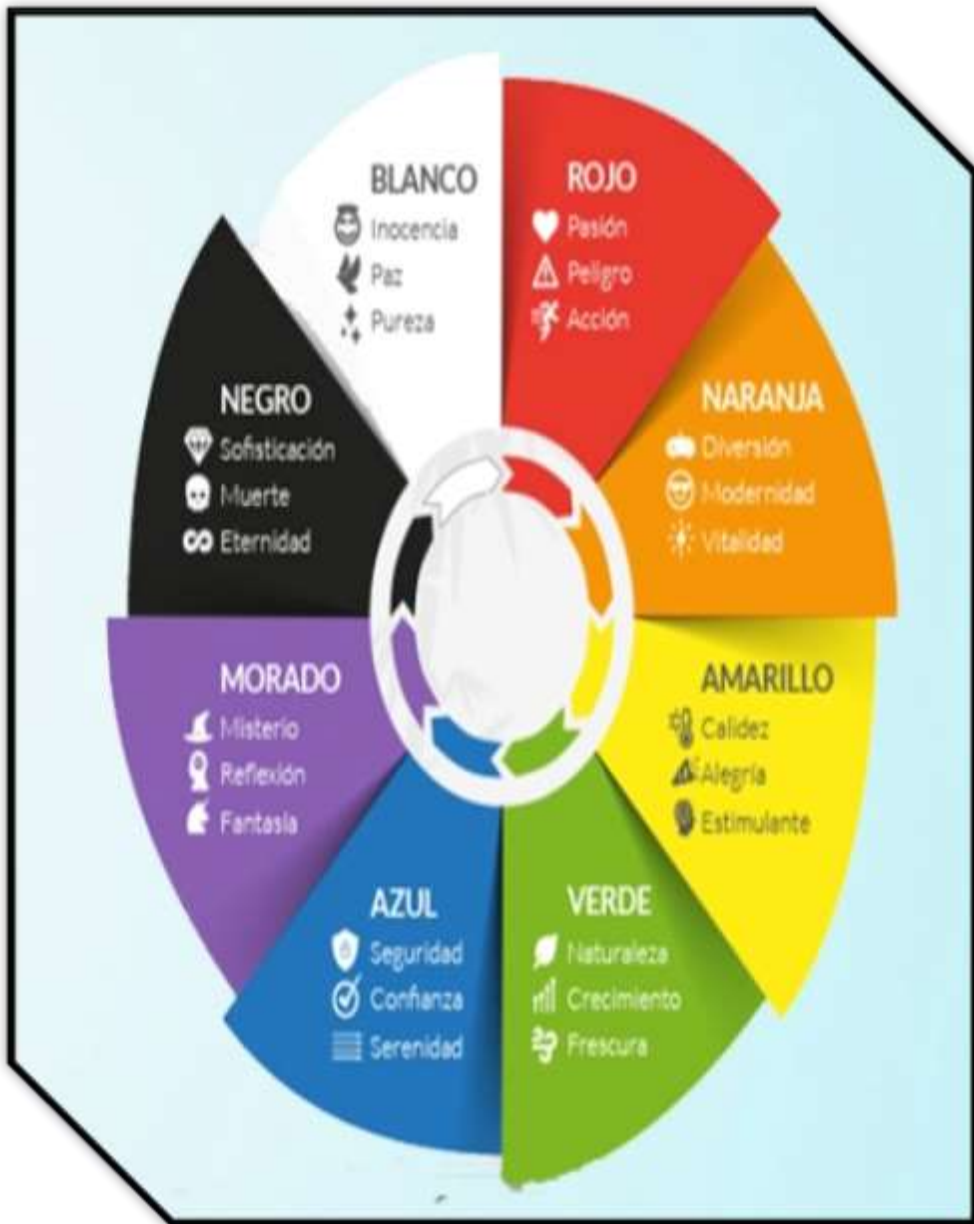 BLANCO
Inocencia
Paz
Pureza
ROJO
Pasión
Peligro
Acción
NARANJA
Diversión
Modernidad
Vitalidad
AMARILLO
Calidez
Alegría
Estimulante
VERDE
Naturaleza
Crecimiento
Frescura
AZUL
Seguridad
Confianza
Serenidad
MORADO
Misterio
Reflexión
Fantasía
NEGRO
Sofisticación
Muerte
Eternidad